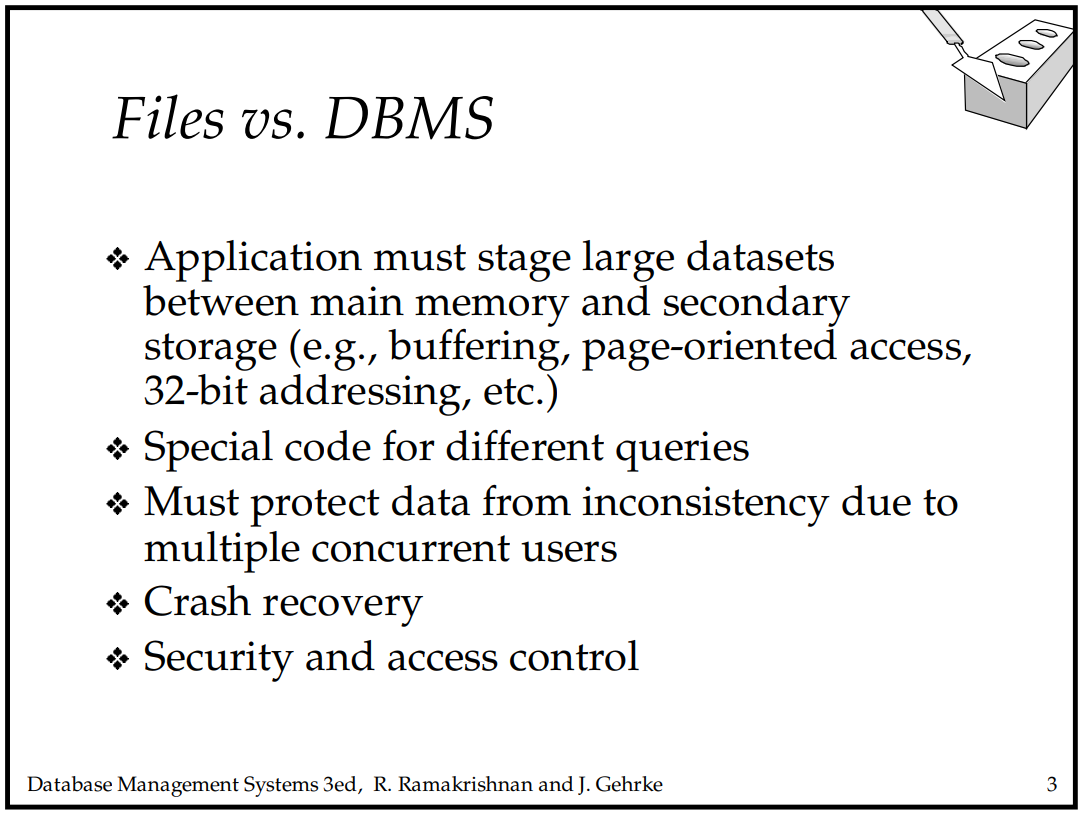 Files vs. DBMS
❖ Application must stage large datasets
between main memory and secondary
storage (e.g., buffering, page-oriented access,
32-bit addressing, etc.)
❖ Special code for different queries
❖ Must protect data from inconsistency due to
multiple concurrent users
❖ Crash recovery
❖ Security and access control
Database Management Systems 3ed, R. Ramakrishnan and J. Gehrke 3